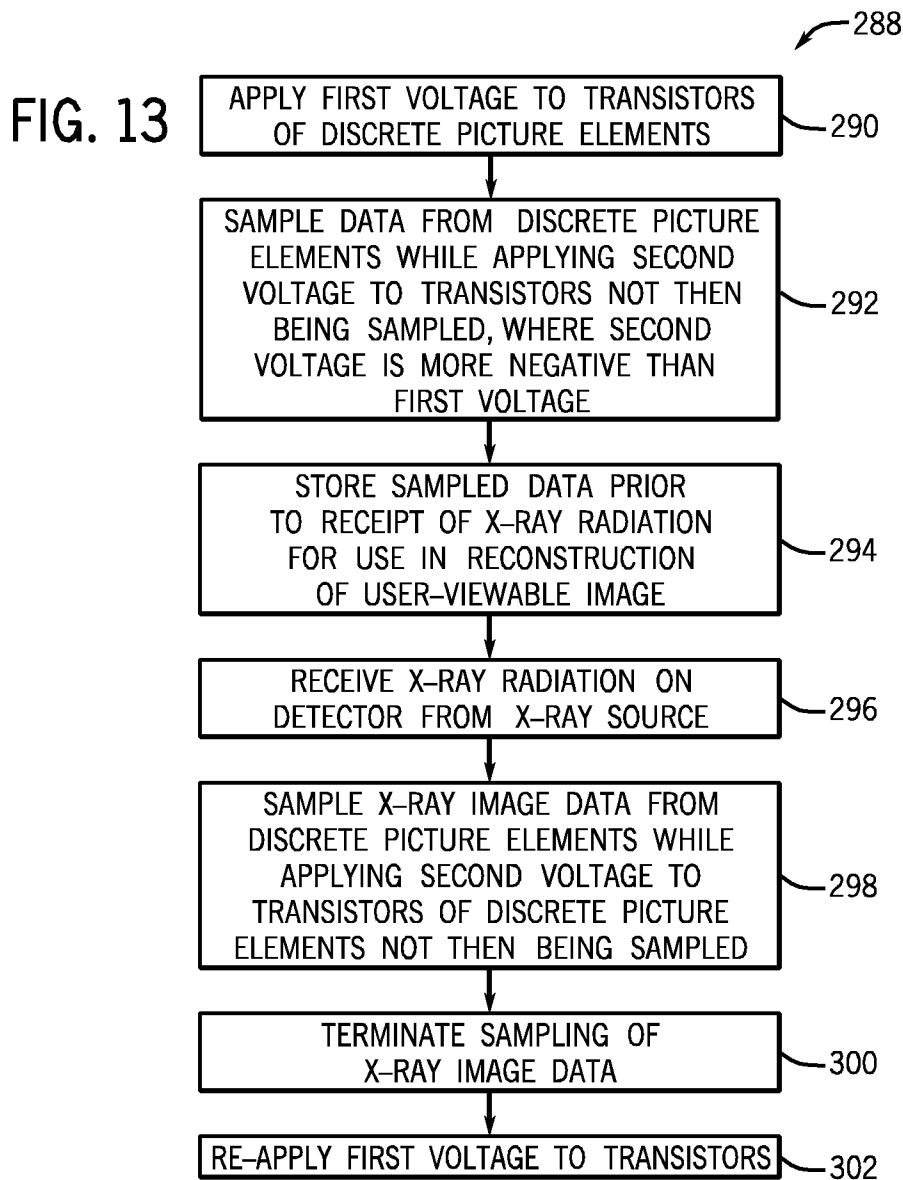 288
FIG. 13
APPLY FIRST VOLTAGE TO TRANSISTORS
OF DISCRETE PICTURE ELEMENTS
290
SAMPLE DATA FROM DISCRETE PICTURE
ELEMENTS WHILE APPLYING SECOND
VOLTAGE TO TRANSISTORS NOT THEN
BEING SAMPLED, WHERE SECOND
VOLTAGE IS MORE NEGATIVE THAN
FIRST VOLTAGE
292
STORE SAMPLED DATA PRIOR
TO RECEIPT OF X-RAY RADIATION
FOR USE IN RECONSTRUCTION
OF USER-VIEWABLE IMAGE
294
RECEIVE X-RAY RADIATION ON
DETECTOR FROM X-RAY SOURCE
296
SAMPLE X-RAY IMAGE DATA FROM
DISCRETE PICTURE ELEMENTS WHILE
APPLYING SECOND VOLTAGE TO
TRANSISTORS OF DISCRETE PICTURE
ELEMENTS NOT THEN BEING SAMPLED
298
TERMINATE SAMPLING OF
X-RAY IMAGE DATA
300
RE-APPLY FIRST VOLTAGE TO TRANSISTORS
302